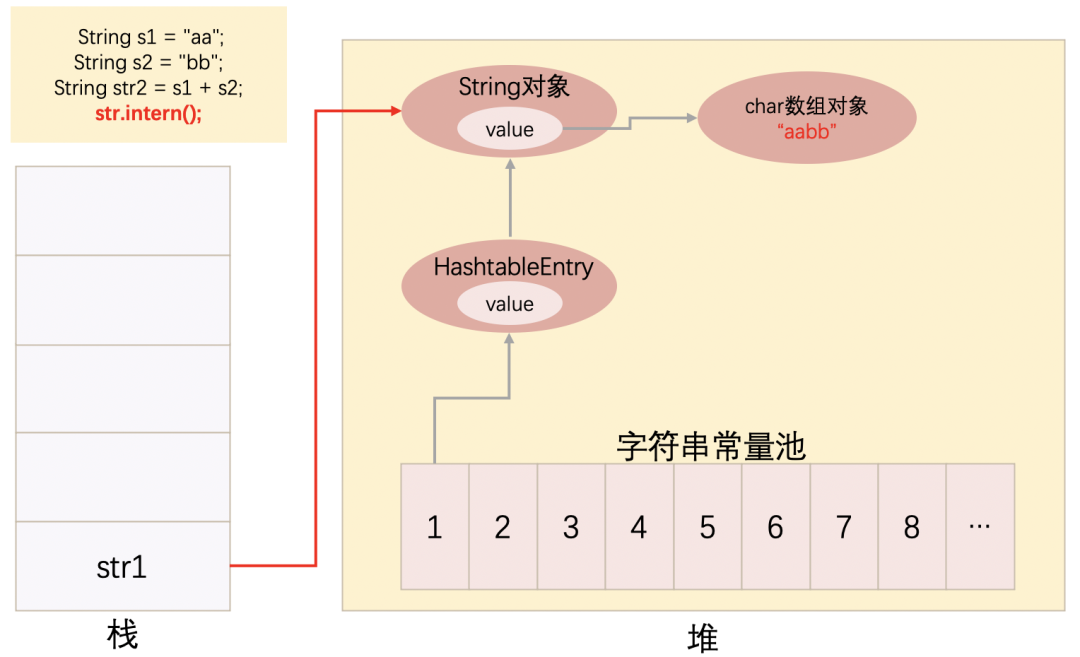 String s1 = "aa";
String s2 = "bb";
String str2 = s1 + s2;
str.intern();
String对象
value
char数组对象
“aabb”
HashtableEntry
value
字符串常量池
1 2 3 4 5 6 7 8 ...
str1
栈
堆